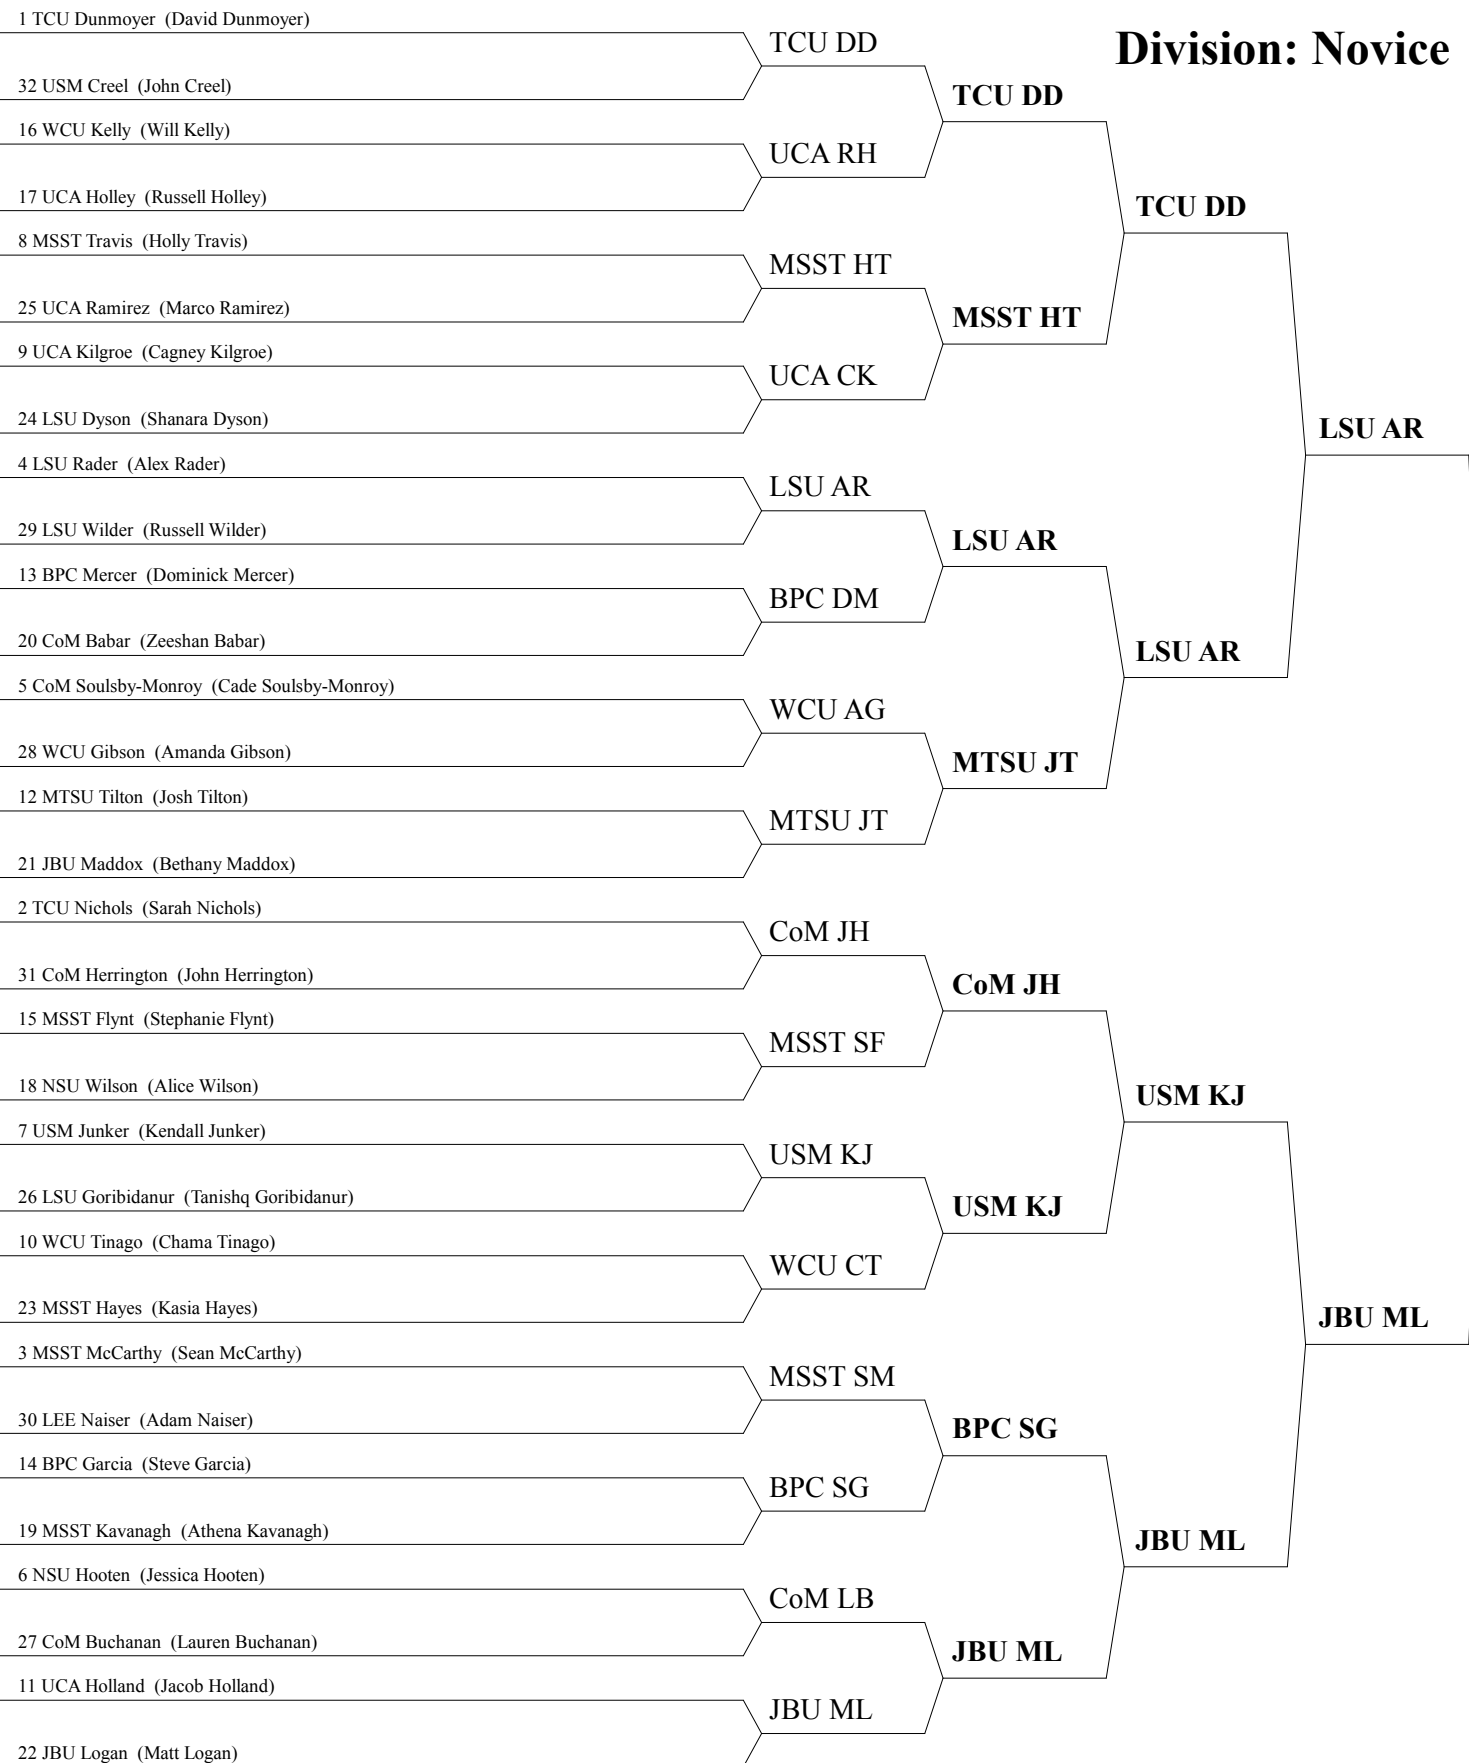 Division: Novice
1 TCU Dunmoyer (David Dunmoyer)
32 USM Creel (John Creel)
16 WCU Kelly (Will Kelly)
17 UCA Holley (Russell Holley)
8 MSST Travis (Holly Travis)
25 UCA Ramirez (Marco Ramirez)
9 UCA Kilgroe (Cagney Kilgroe)
24 LSU Dyson (Shanara Dyson)
4 LSU Rader (Alex Rader)
29 LSU Wilder (Russell Wilder)
13 BPC Mercer (Dominick Mercer)
20 CoM Babar (Zeeshan Babar)
5 CoM Soulsby-Monroy (Cade Soulsby-Monroy)
28 WCU Gibson (Amanda Gibson)
12 MTSU Tilton (Josh Tilton)
21 JBU Maddox (Bethany Maddox)
2 TCU Nichols (Sarah Nichols)
31 CoM Herrington (John Herrington)
15 MSST Flynt (Stephanie Flynt)
18 NSU Wilson (Alice Wilson)
7 USM Junker (Kendall Junker)
26 LSU Goribidanur (Tanishq Goribidanur)
10 WCU Tinago (Chama Tinago)
23 MSST Hayes (Kasia Hayes)
3 MSST McCarthy (Sean McCarthy)
30 LEE Naiser (Adam Naiser)
14 BPC Garcia (Steve Garcia)
19 MSST Kavanagh (Athena Kavanagh)
6 NSU Hooten (Jessica Hooten)
27 CoM Buchanan (Lauren Buchanan)
11 UCA Holland (Jacob Holland)
22 JBU Logan (Matt Logan)
TCU DD
UCA RH
MSST HT
UCA CK
LSU AR
BPC DM
WCU AG
MTSU JT
CoM JH
MSST SF
USM KJ
WCU CT
MSST SM
BPC SG
CoM LB
JBU ML
TCU DD
MSST HT
LSU AR
MTSU JT
CoM JH
USM KJ
BPC SG
JBU ML
TCU DD
LSU AR
USM KJ
JBU ML
LSU AR
JBU ML